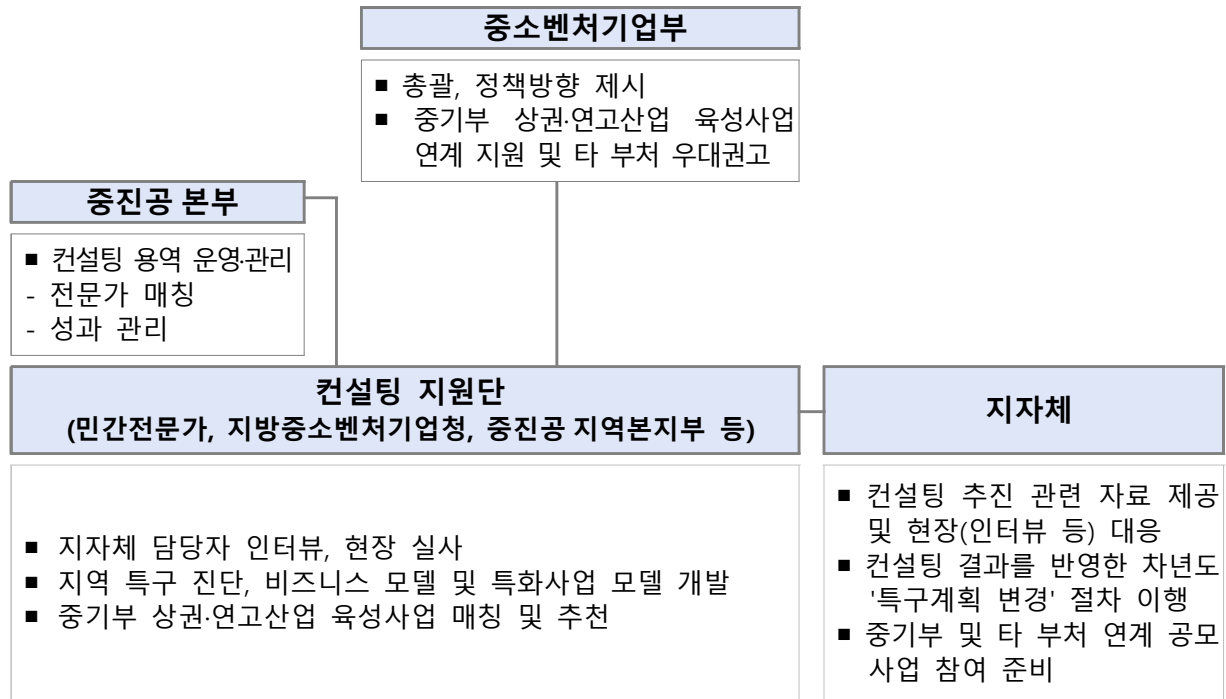 중소벤처기업부
■ 총괄, 정책방향 제시
■ 중기부 상권·연고산업 육성사업
연계 지원 및 타 부처 우대권고
중진공 본부
■ 컨설팅 용역 운영·관리
- 전문가 매칭
- 성과 관리
컨설팅 지원단
(민간전문가, 지방중소벤처기업청, 중진공 지역본지부 등)
■ 지자체 담당자 인터뷰, 현장 실사
■ 지역 특구 진단, 비즈니스 모델 및 특화사업 모델 개발
■ 중기부 상권·연고산업 육성사업 매칭 및 추천
지자체
■ 컨설팅 추진 관련 자료 제공
및 현장(인터뷰 등) 대응
■ 컨설팅 결과를 반영한 차년도
'특구계획 변경' 절차 이행
■ 중기부 및 타 부처 연계 공모
사업 참여 준비